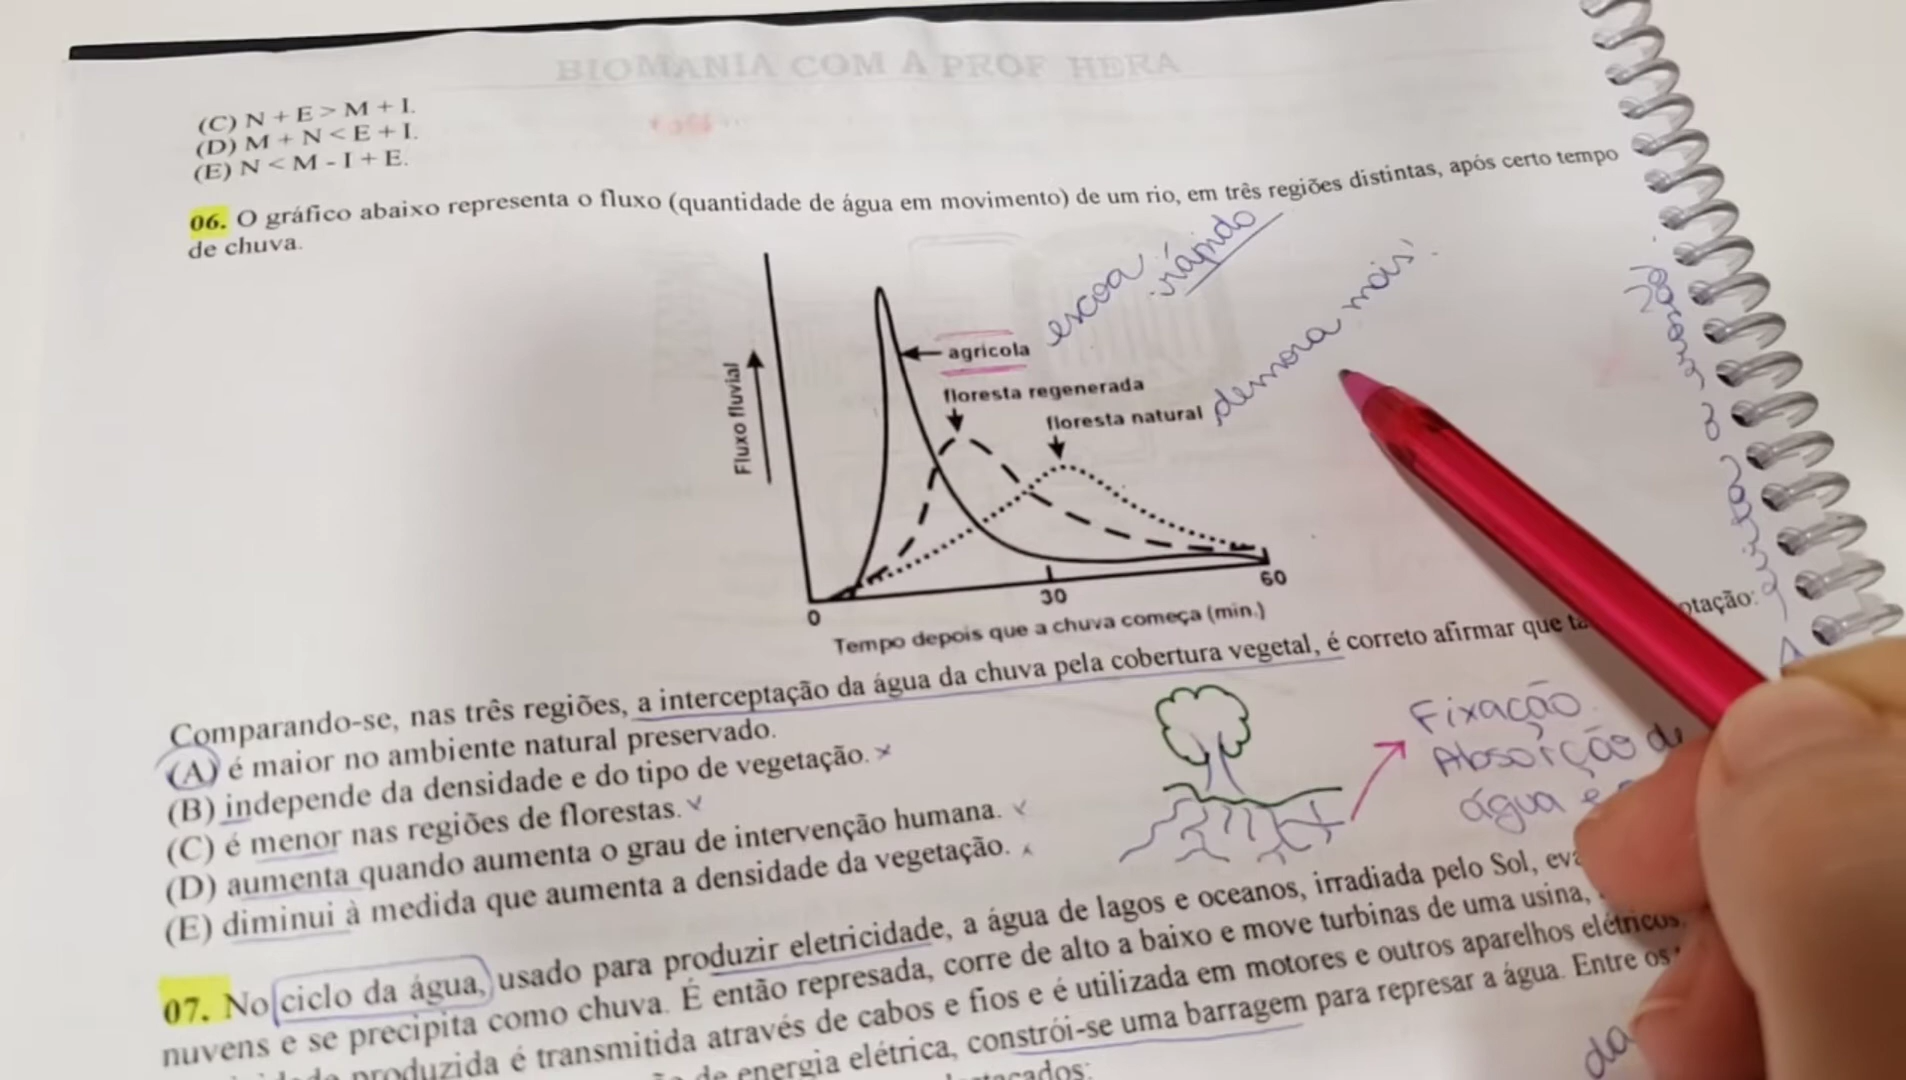 BIOMANIA COM A PROF HERA
(C) N + E > M + I.
(D) M + N < E + I.
(E) N < M - I + E.
06. O gráfico abaixo representa o fluxo (quantidade de água em movimento) de um rio, em três regiões distintas, após certo tempo
de chuva.
escoa rápido
demora mais
agrícola
floresta regenerada
floresta natural
Fluxo fluvial
0
30
60
Tempo depois que a chuva começa (min.)
Comparando-se, nas três regiões, a interceptação da água da chuva pela cobertura vegetal, é correto afirmar que
(A) é maior no ambiente natural preservado.
(B) independe da densidade e do tipo de vegetação.
(C) é menor nas regiões de florestas.
(D) aumenta quando aumenta o grau de intervenção humana.
(E) diminui à medida que aumenta a densidade da vegetação.
Fixação
Absorção de
água e
07. No ciclo da água, usado para produzir eletricidade, a água de lagos e oceanos, irradiada pelo Sol,
nuvens e se precipita como chuva. É então represada, corre de alto a baixo e move turbinas de uma usina,
produzida é transmitida através de cabos e fios e é utilizada em motores e outros aparelhos elétricos.
de energia elétrica, constrói-se uma barragem para represar a água. Entre os